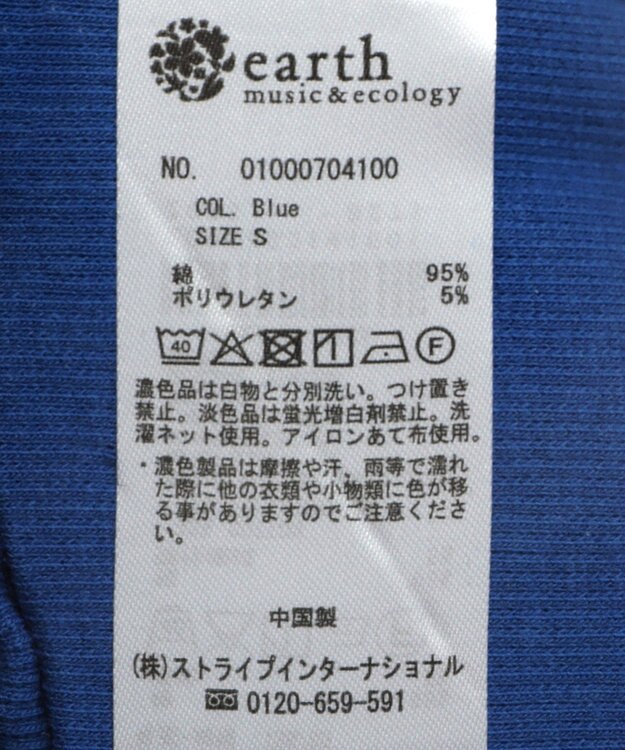 earth
music&ecology
NO. 01000704100
COL. Blue
SIZE S
綿 95%
ポリウレタン 5%
40 F
濃色品は白物と分別洗い。つけ置き
禁止。淡色品は蛍光増白剤禁止。洗
濯ネット使用。アイロンあて布使用。
・濃色製品は摩擦や汗、雨等で濡れ
た際に他の衣類や小物類に色が移
る事がありますのでご注意くださ
い。
中国製
(株)ストライプインターナショナル
0120-659-591